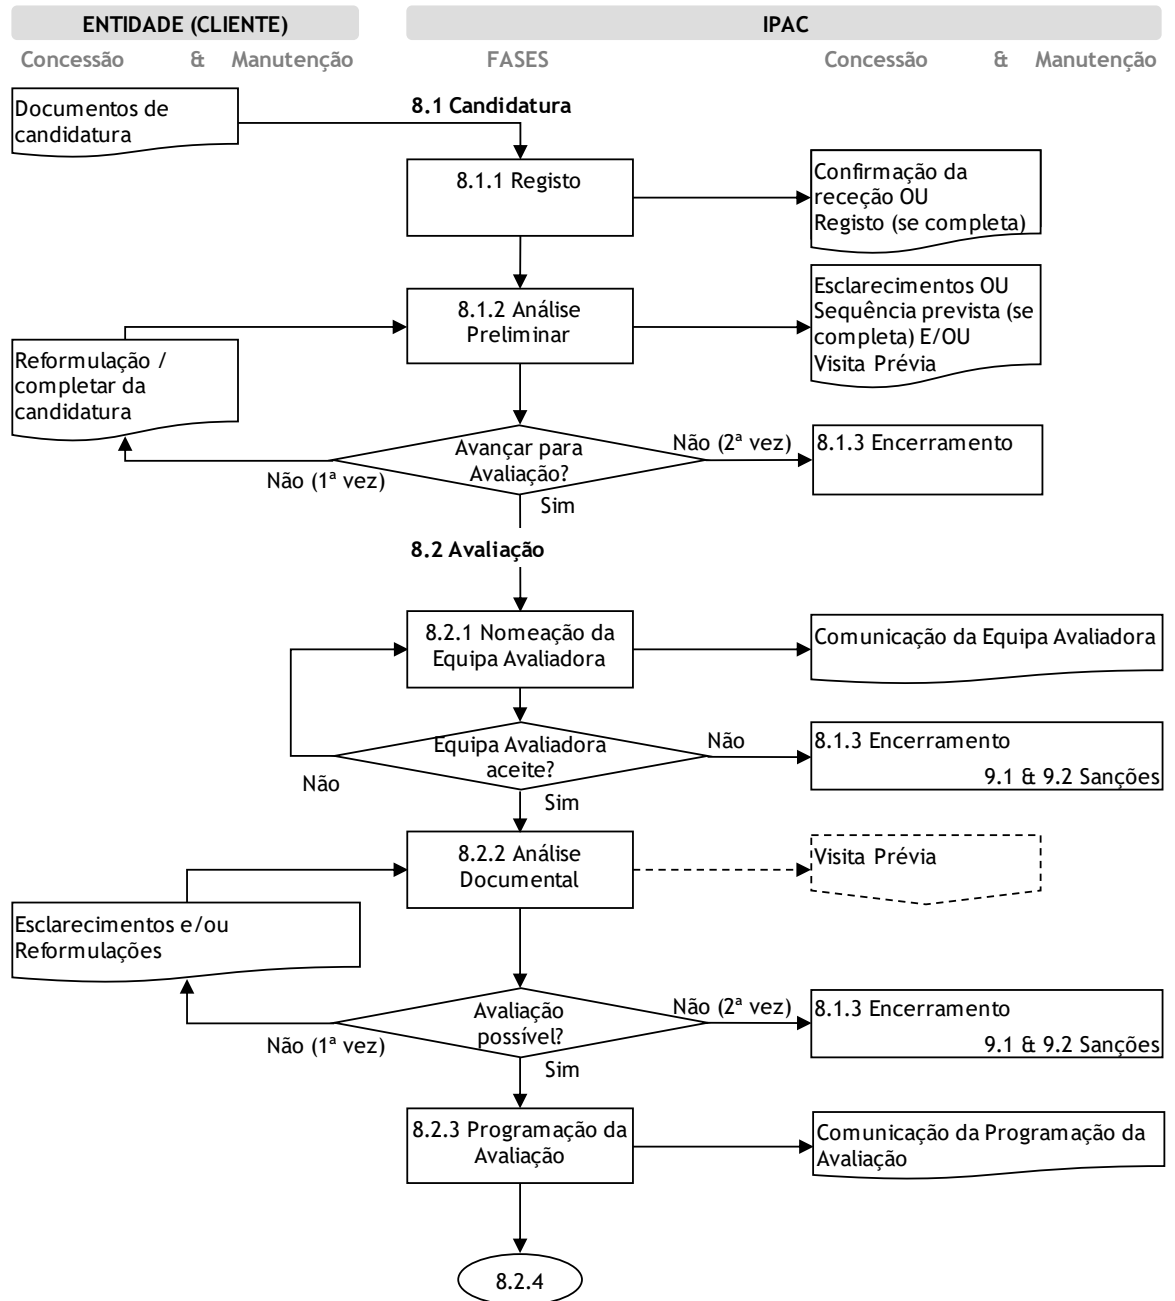 ENTIDADE (CLIENTE)
IPAC
Concessão & Manutenção
FASES
Concessão & Manutenção
Documentos de
candidatura
8.1 Candidatura
8.1.1 Registo
Confirmação da
receção OU
Registo (se completa)
8.1.2 Análise
Preliminar
Esclarecimentos OU
Sequência prevista (se
completa) E/OU
Visita Prévia
Reformulação /
completar da
candidatura
Avançar para
Avaliação?
Não (1ª vez)
Não (2ª vez)
8.1.3 Encerramento
Sim
8.2 Avaliação
8.2.1 Nomeação da
Equipa Avaliadora
Comunicação da Equipa Avaliadora
Equipa Avaliadora
aceite?
Não
Não
8.1.3 Encerramento
9.1 & 9.2 Sanções
Sim
8.2.2 Análise
Documental
Visita Prévia
Esclarecimentos e/ou
Reformulações
Avaliação
possível?
Não (1ª vez)
Não (2ª vez)
8.1.3 Encerramento
9.1 & 9.2 Sanções
Sim
8.2.3 Programação da
Avaliação
Comunicação da Programação da
Avaliação
8.2.4